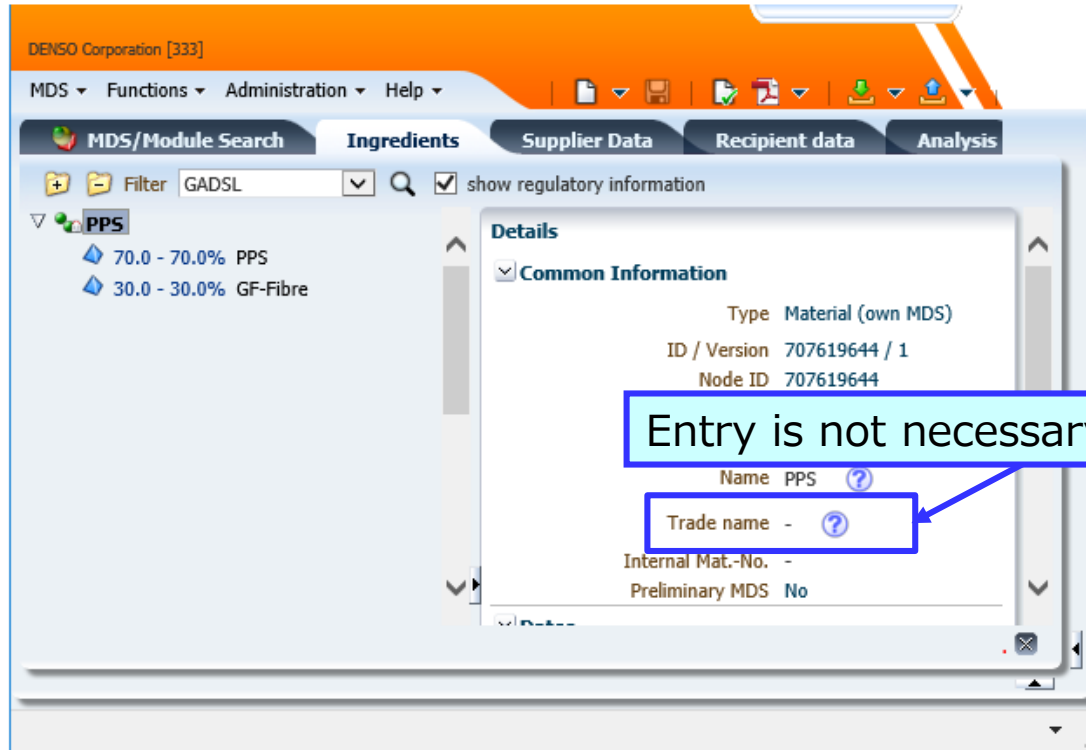 DENSO Corporation [333]
MDS Functions Administration Help
MDS/Module Search Ingredients Supplier Data Recipient data Analysis
Filter GADSL show regulatory information
PPS
70.0 - 70.0% PPS
30.0 - 30.0% GF-Fibre
Details
Common Information
Type Material (own MDS)
ID / Version 707619644 / 1
Node ID 707619644
Entry is not necessary
Name PPS ?
Trade name - ?
Internal Mat.-No. -
Preliminary MDS No